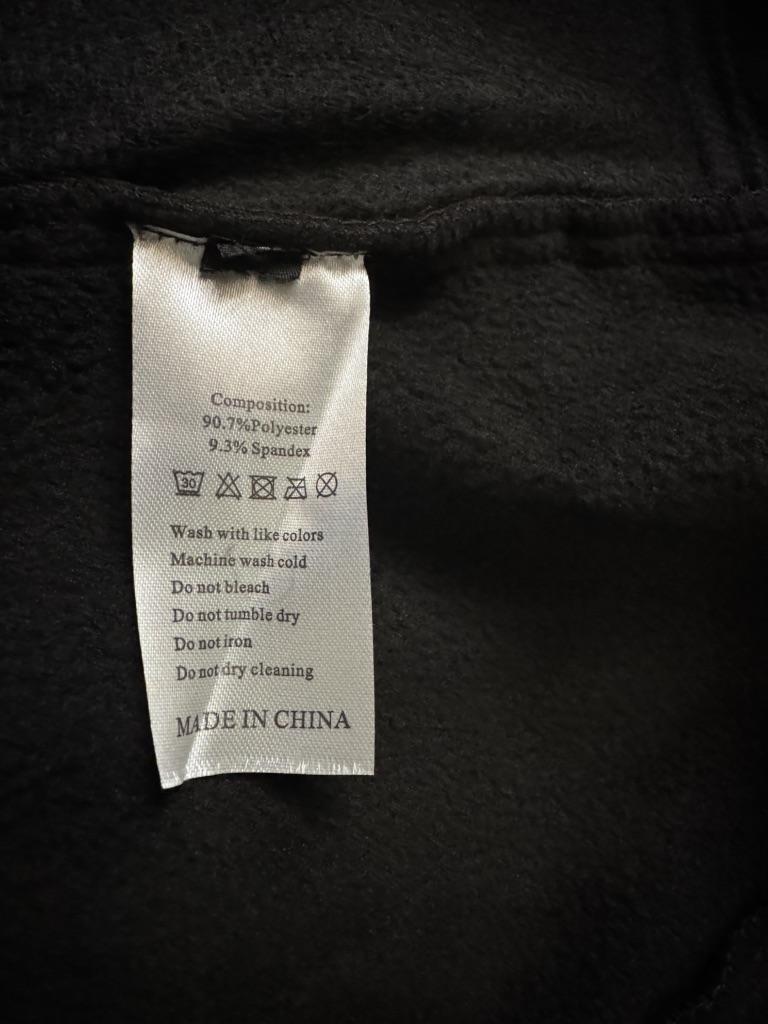 Composition:
90.7%Polyester
9.3% Spandex
30
Wash with like colors
Machine wash cold
Do not bleach
Do not tumble dry
Do not iron
Do not dry cleaning
MADE IN CHINA